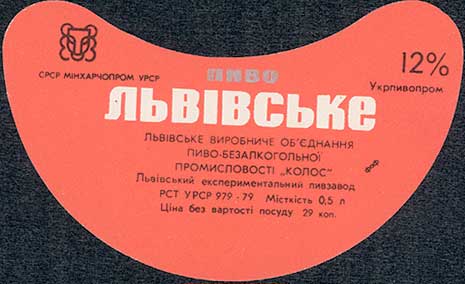 СРСР МІНХАРЧОПРОМ УРСР
12%
Укрпивопром
ПИВО
ЛЬВІВСЬКЕ
ЛЬВІВСЬКЕ ВИРОБНИЧЕ ОБ'ЄДНАННЯ
ПИВО-БЕЗАЛКОГОЛЬНОЇ
ПРОМИСЛОВОСТІ „КОЛОС"
Львівський експериментальний пивзавод
РСТ УРСР 979 - 79 Місткість 0,5 л
Ціна без вартості посуду 29 коп.